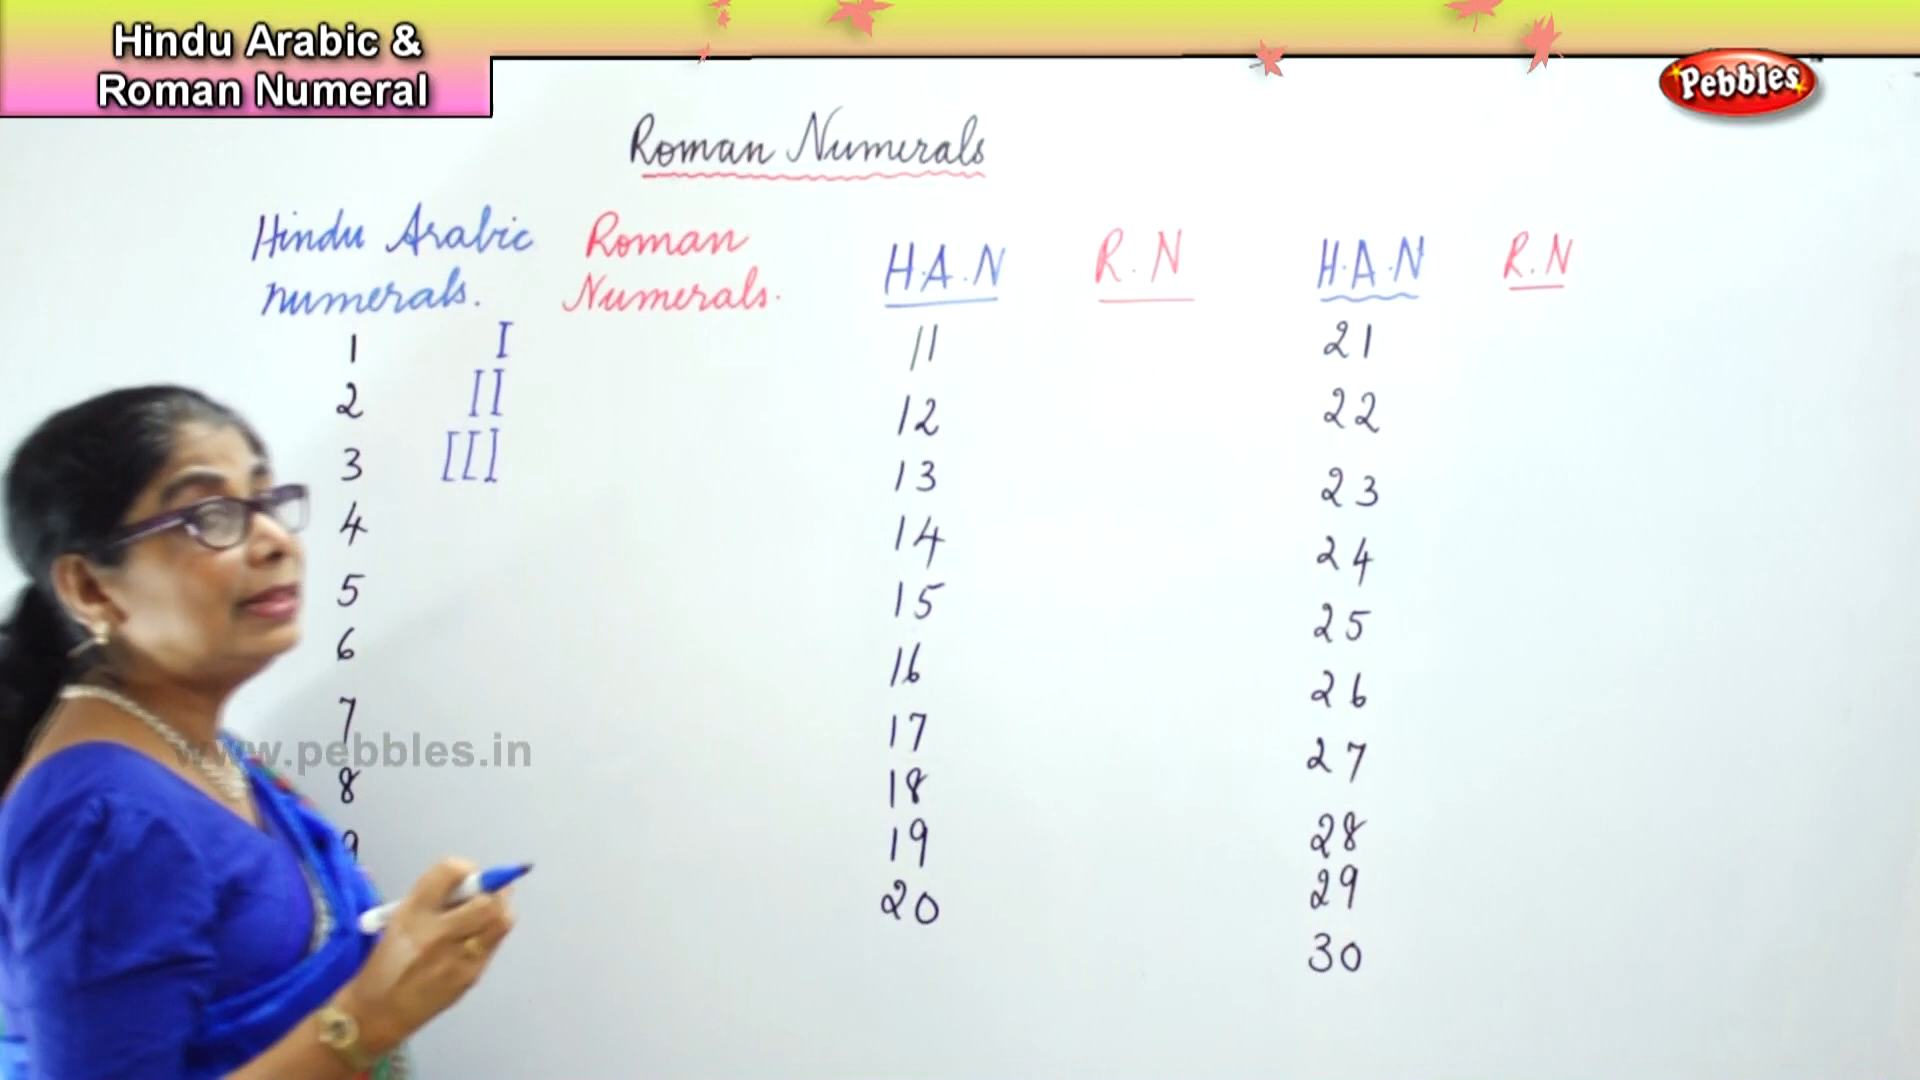 Hindu Arabic &
Roman Numeral
Pebbles
Roman Numerals
Hindu Arabic
numerals.
Roman
Numerals.
H.A.N
R.N
H.A.N
R.N
1 I
2 II
3 III
4
5
6
7
8
9
11
12
13
14
15
16
17
18
19
20
21
22
23
24
25
26
27
28
29
30
www.pebbles.in